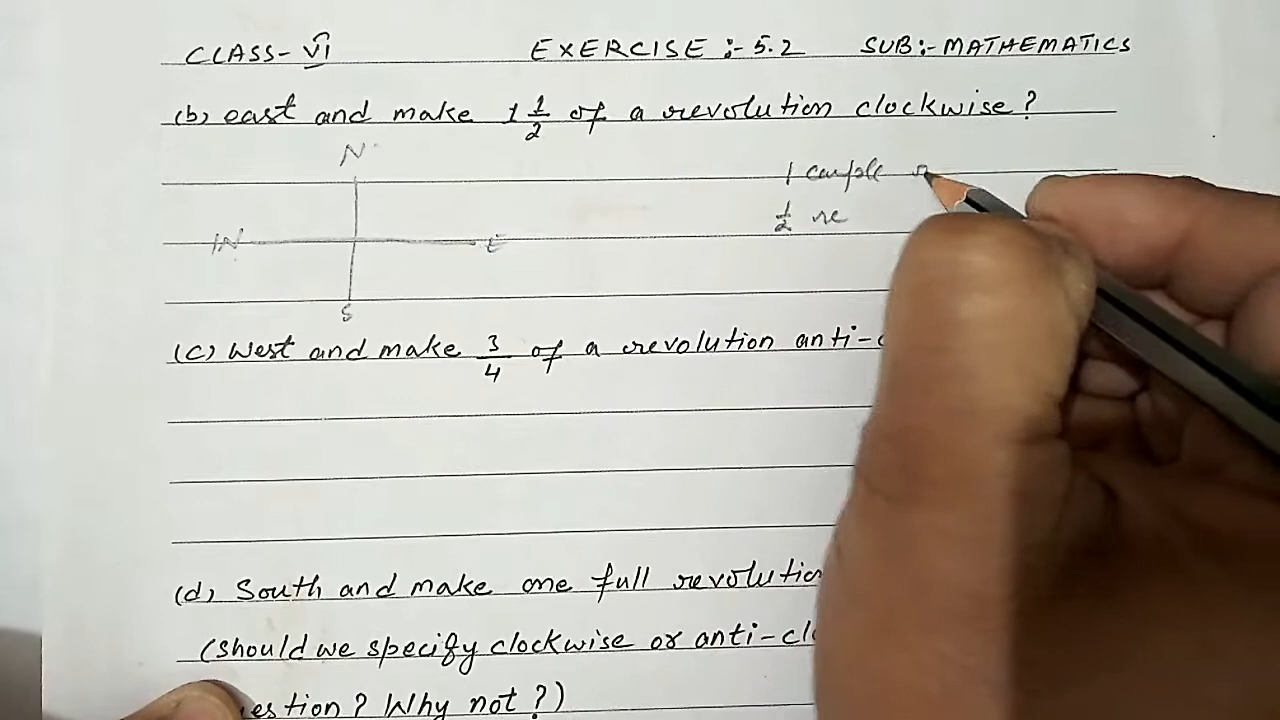 CLASS- VI EXERCISE :- 5.2 SUB:- MATHEMATICS
(b) east and make 1 1/2 of a revolution clockwise?
N
1
1/2 re
W E
S
(c) West and make 3/4 of a revolution anti-c
(d) South and make one full revolutio
(should we specify clockwise or anti-cl
estion? Why not?)